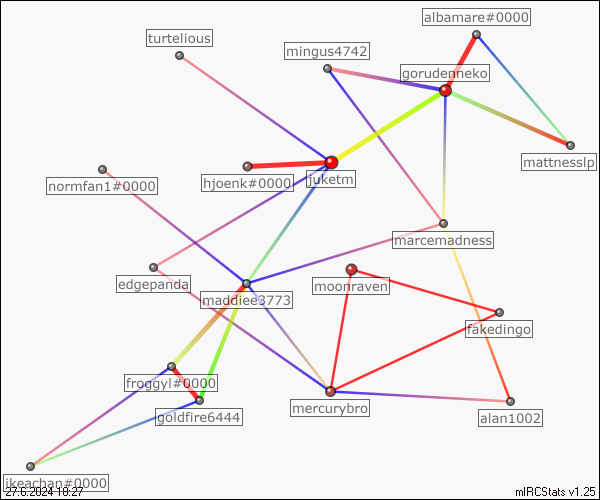 albamare#0000
turtelious
mingus4742
gorudenneko
mattnesslp
hjoenk#0000
juketm
normfan1#0000
marcemadness
edgepanda
moonraven
maddiee3773
fakedingo
froggyl#0000
mercurybro
goldfire6444
alan1002
ikeachan#0000
27.6.2024 18:27
mIRCStats v1.25